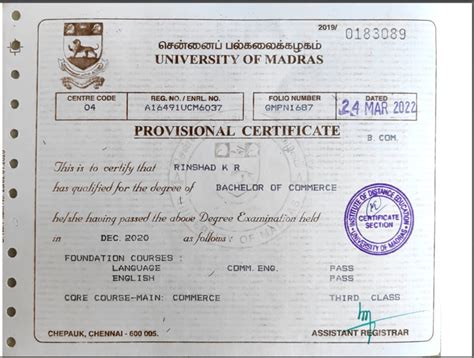 2019/ 0183089
சென்னைப் பல்கலைக்கழகம்
UNIVERSITY OF MADRAS
CENTRE CODE REG. NO./ ENRL. NO. FOLIO NUMBER DATED
04 A16491UCM6037 GMPN1687 24 MAR 2022
PROVISIONAL CERTIFICATE
B.COM.
This is to certify that RINSHAD K R
has qualified for the degree of BACHELOR OF COMMERCE
he/she having passed the above Degree Examination held
in DEC.2020 as follows:
INSTITUTE OF DISTANCE EDUCATION
CERTIFICATE
SECTION
UNIVERSITY OF MADRAS
FOUNDATION COURSES :
LANGUAGE COMM.ENG. PASS
ENGLISH PASS
CORE COURSE-MAIN: COMMERCE THIRD CLASS
CHEPAUK, CHENNAI - 600 005. ASSISTANT REGISTRAR